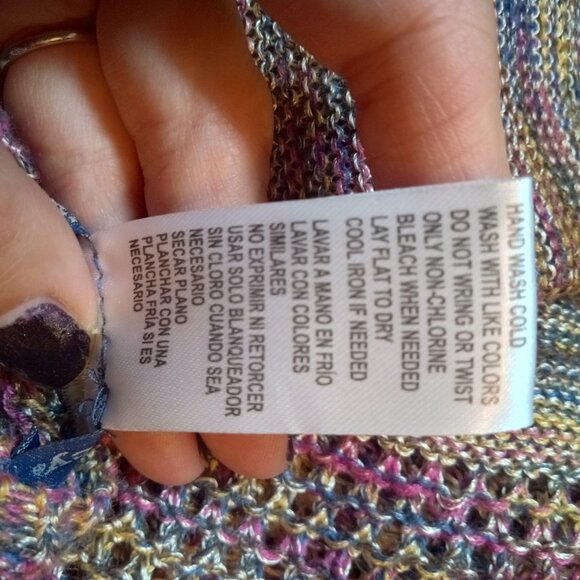 HAND WASH COLD
WASH WITH LIKE COLORS
DO NOT WRING OR TWIST
ONLY NON-CHLORINE
BLEACH WHEN NEEDED
LAY FLAT TO DRY
COOL IRON IF NEEDED
LAVAR A MANO EN FRÍO
LAVAR CON COLORES
SIMILARES
NO EXPRIMIR NI RETORCER
USAR SOLO BLANQUEADOR
SIN CLORO CUANDO SEA
NECESARIO
SECAR PLANO
PLANCHAR CON UNA
PLANCHA FRÍA SI ES
NECESARIO